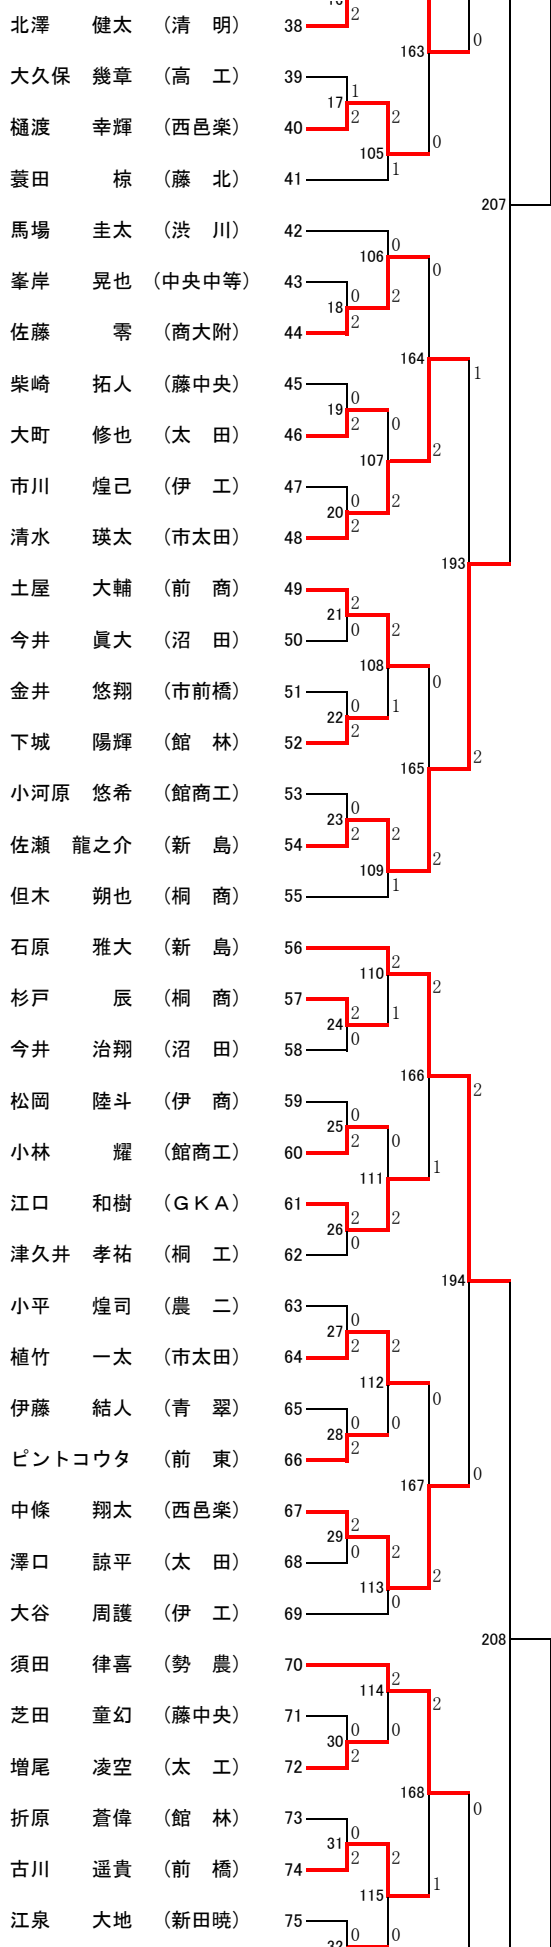 16
2
北澤 健太 (清 明) 38
163
0
大久保 幾章 (高 工) 39
1
17
2
2
0
樋渡 幸輝 (西邑楽) 40
105
1
蓑田 椋 (藤 北) 41
207
馬場 圭太 (渋 川) 42
0
106
0
峯岸 晃也 (中央中等) 43
0
2
18
2
佐藤 零 (商大附) 44
164
1
柴崎 拓人 (藤中央) 45
0
19
2
0
大町 修也 (太 田) 46
2
107
市川 煌己 (伊 工) 47
0
2
20
2
清水 瑛太 (市太田) 48
193
土屋 大輔 (前 商) 49
2
21
0
2
今井 眞大 (沼 田) 50
108
0
金井 悠翔 (市前橋) 51
0
1
22
2
下城 陽輝 (館 林) 52
2
165
小河原 悠希 (館商工) 53
0
23
2
2
佐瀬 龍之介 (新 島) 54
2
109
1
但木 朔也 (桐 商) 55
石原 雅大 (新 島) 56
2
110
2
杉戸 辰 (桐 商) 57
2
1
24
0
今井 治翔 (沼 田) 58
166
2
松岡 陸斗 (伊 商) 59
0
25
2
0
小林 耀 (館商工) 60
1
111
江口 和樹 (GKA) 61
2
2
26
0
津久井 孝祐 (桐 工) 62
194
小平 煌司 (農 二) 63
0
27
2
2
植竹 一太 (市太田) 64
112
0
伊藤 結人 (青 翠) 65
0
0
28
2
ピントコウタ (前 東) 66
0
167
中條 翔太 (西邑楽) 67
2
29
0
2
澤口 諒平 (太 田) 68
2
113
0
大谷 周護 (伊 工) 69
208
須田 律喜 (勢 農) 70
2
114
2
芝田 童幻 (藤中央) 71
0
0
30
2
増尾 凌空 (太 工) 72
168
0
折原 蒼偉 (館 林) 73
0
31
2
2
古川 遥貴 (前 橋) 74
1
115
江泉 大地 (新田暁) 75
0
0
32